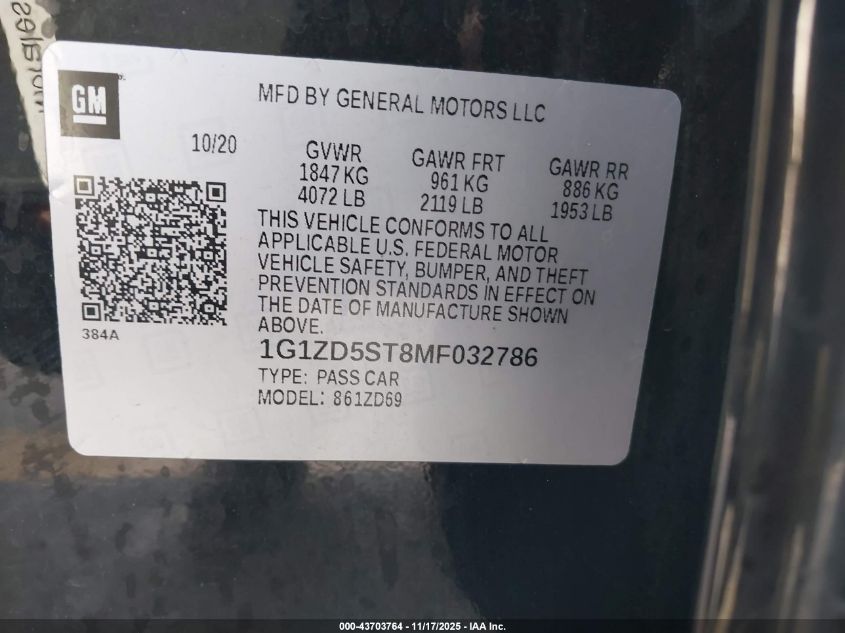 GM
MFD BY GENERAL MOTORS LLC
10/20
GVWR
1847 KG
4072 LB
GAWR FRT
961 KG
2119 LB
GAWR RR
886 KG
1953 LB
THIS VEHICLE CONFORMS TO ALL
APPLICABLE U.S. FEDERAL MOTOR
VEHICLE SAFETY, BUMPER, AND THEFT
PREVENTION STANDARDS IN EFFECT ON
THE DATE OF MANUFACTURE SHOWN
ABOVE.
384A
1G1ZD5ST8MF032786
TYPE: PASS CAR
MODEL: 861ZD69
000-43703764 - 11/17/2025 - IAA Inc.